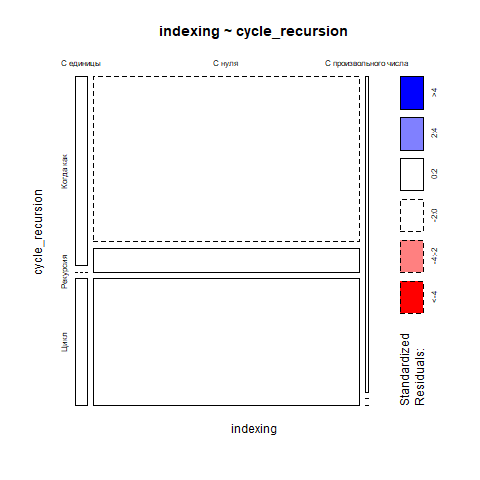 indexing ~ cycle_recursion
С единицы
С нуля
С произвольного числа
Когда как
Рекурсия
Цикл
cycle_recursion
indexing
>4
2:4
0:2
-2:0
-4:-2
<-4
Standardized
Residuals: